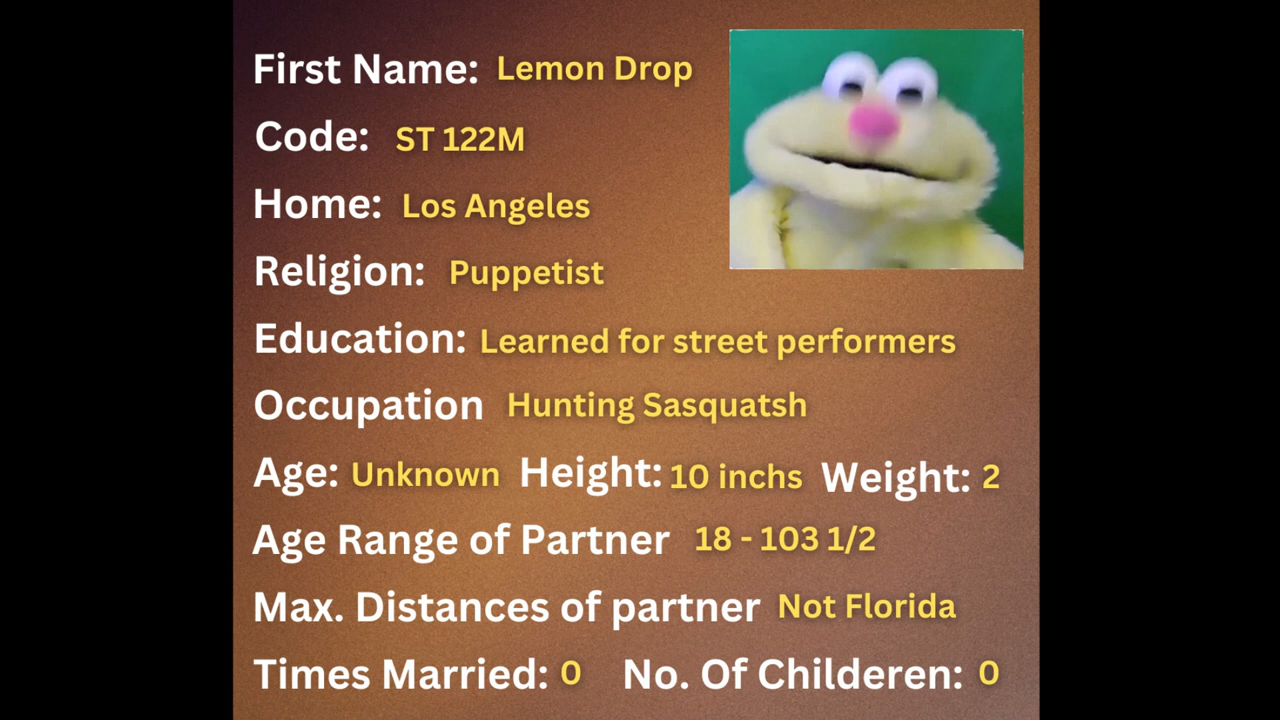 First Name: Lemon Drop
Code: ST 122M
Home: Los Angeles
Religion: Puppetist
Education: Learned for street performers
Occupation Hunting Sasquatsh
Age: Unknown Height: 10 inchs Weight: 2
Age Range of Partner 18 - 103 1/2
Max. Distances of partner Not Florida
Times Married: 0 No. Of Childeren: 0